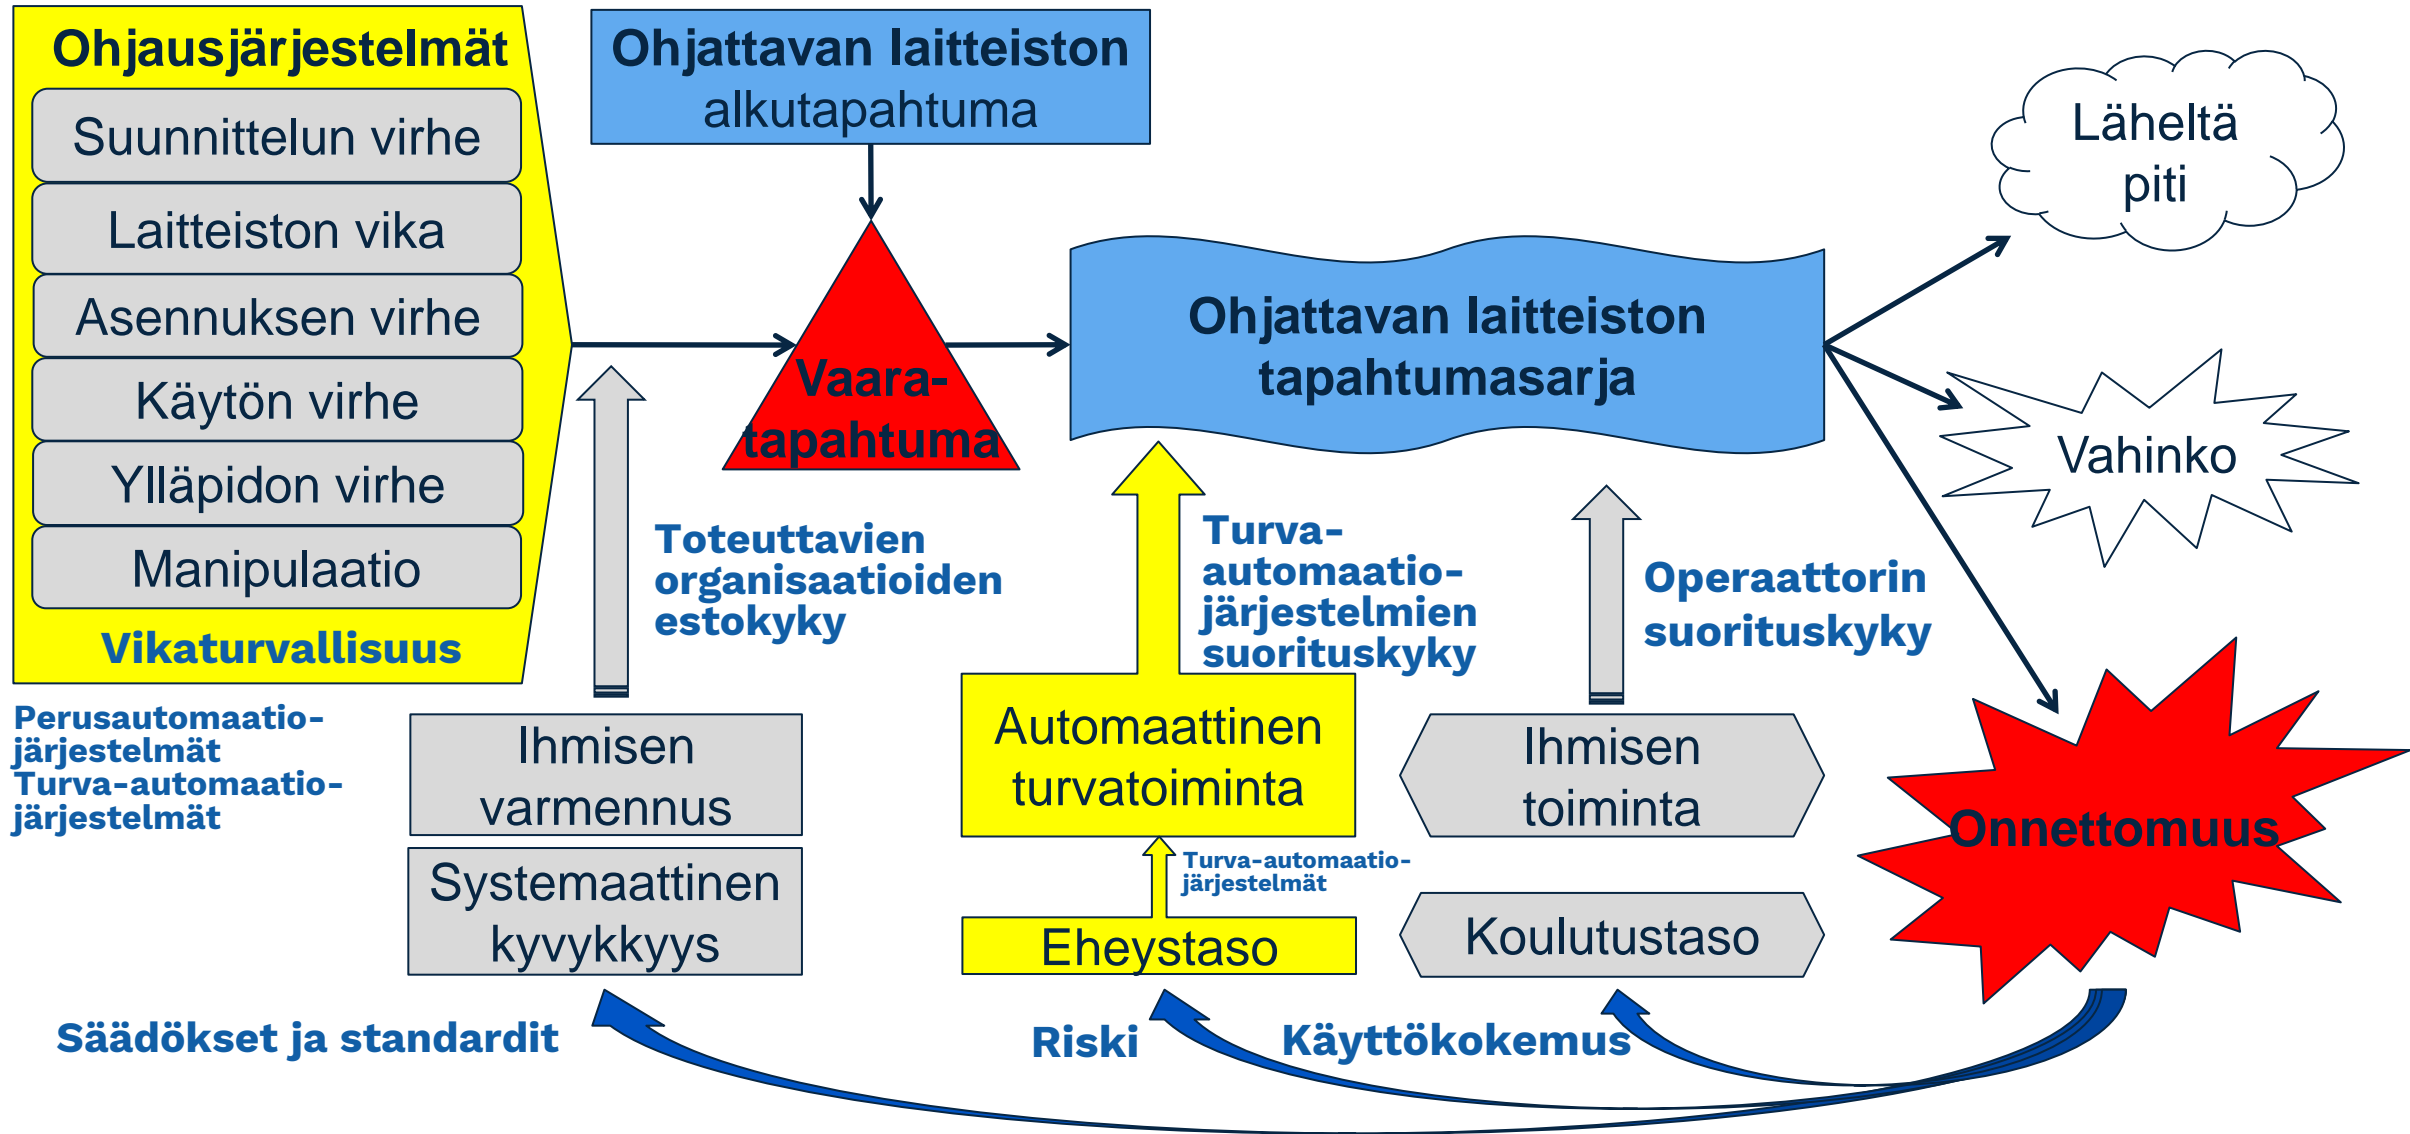 Ohjausjärjestelmät
Suunnittelun virhe
Laitteiston vika
Asennuksen virhe
Käytön virhe
Ylläpidon virhe
Manipulaatio
Vikaturvallisuus
Perusautomaatio-
järjestelmät
Turva-automaatio-
järjestelmät
Ohjattavan laitteiston
alkutapahtuma
Vaara-
tapahtuma
Ohjattavan laitteiston
tapahtumasarja
Läheltä
piti
Vahinko
Onnettomuus
Toteuttavien
organisaatioiden
estokyky
Turva-
automaatio-
järjestelmien
suorituskyky
Operaattorin
suorituskyky
Ihmisen
varmennus
Systemaattinen
kyvykkyys
Automaattinen
turvatoiminta
Turva-automaatio-
järjestelmät
Eheystaso
Ihmisen
toiminta
Koulutustaso
Säädökset ja standardit
Riski
Käyttökokemus